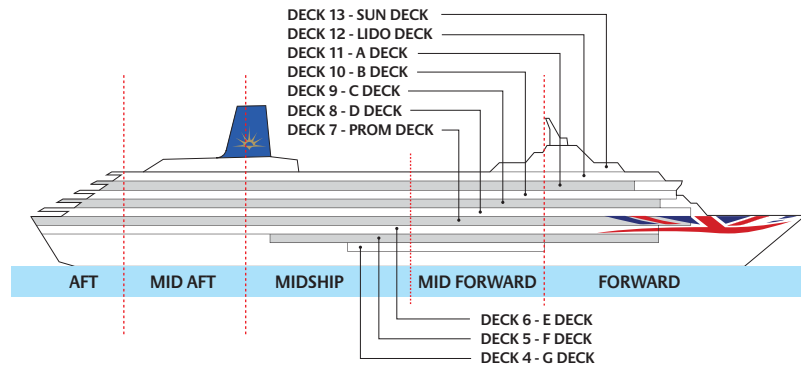 DECK 13 - SUN DECK
DECK 12 - LIDO DECK
DECK 11 - A DECK
DECK 10 - B DECK
DECK 9 - C DECK
DECK 8 - D DECK
DECK 7 - PROM DECK
AFT MID AFT MIDSHIP MID FORWARD FORWARD
DECK 6 - E DECK
DECK 5 - F DECK
DECK 4 - G DECK